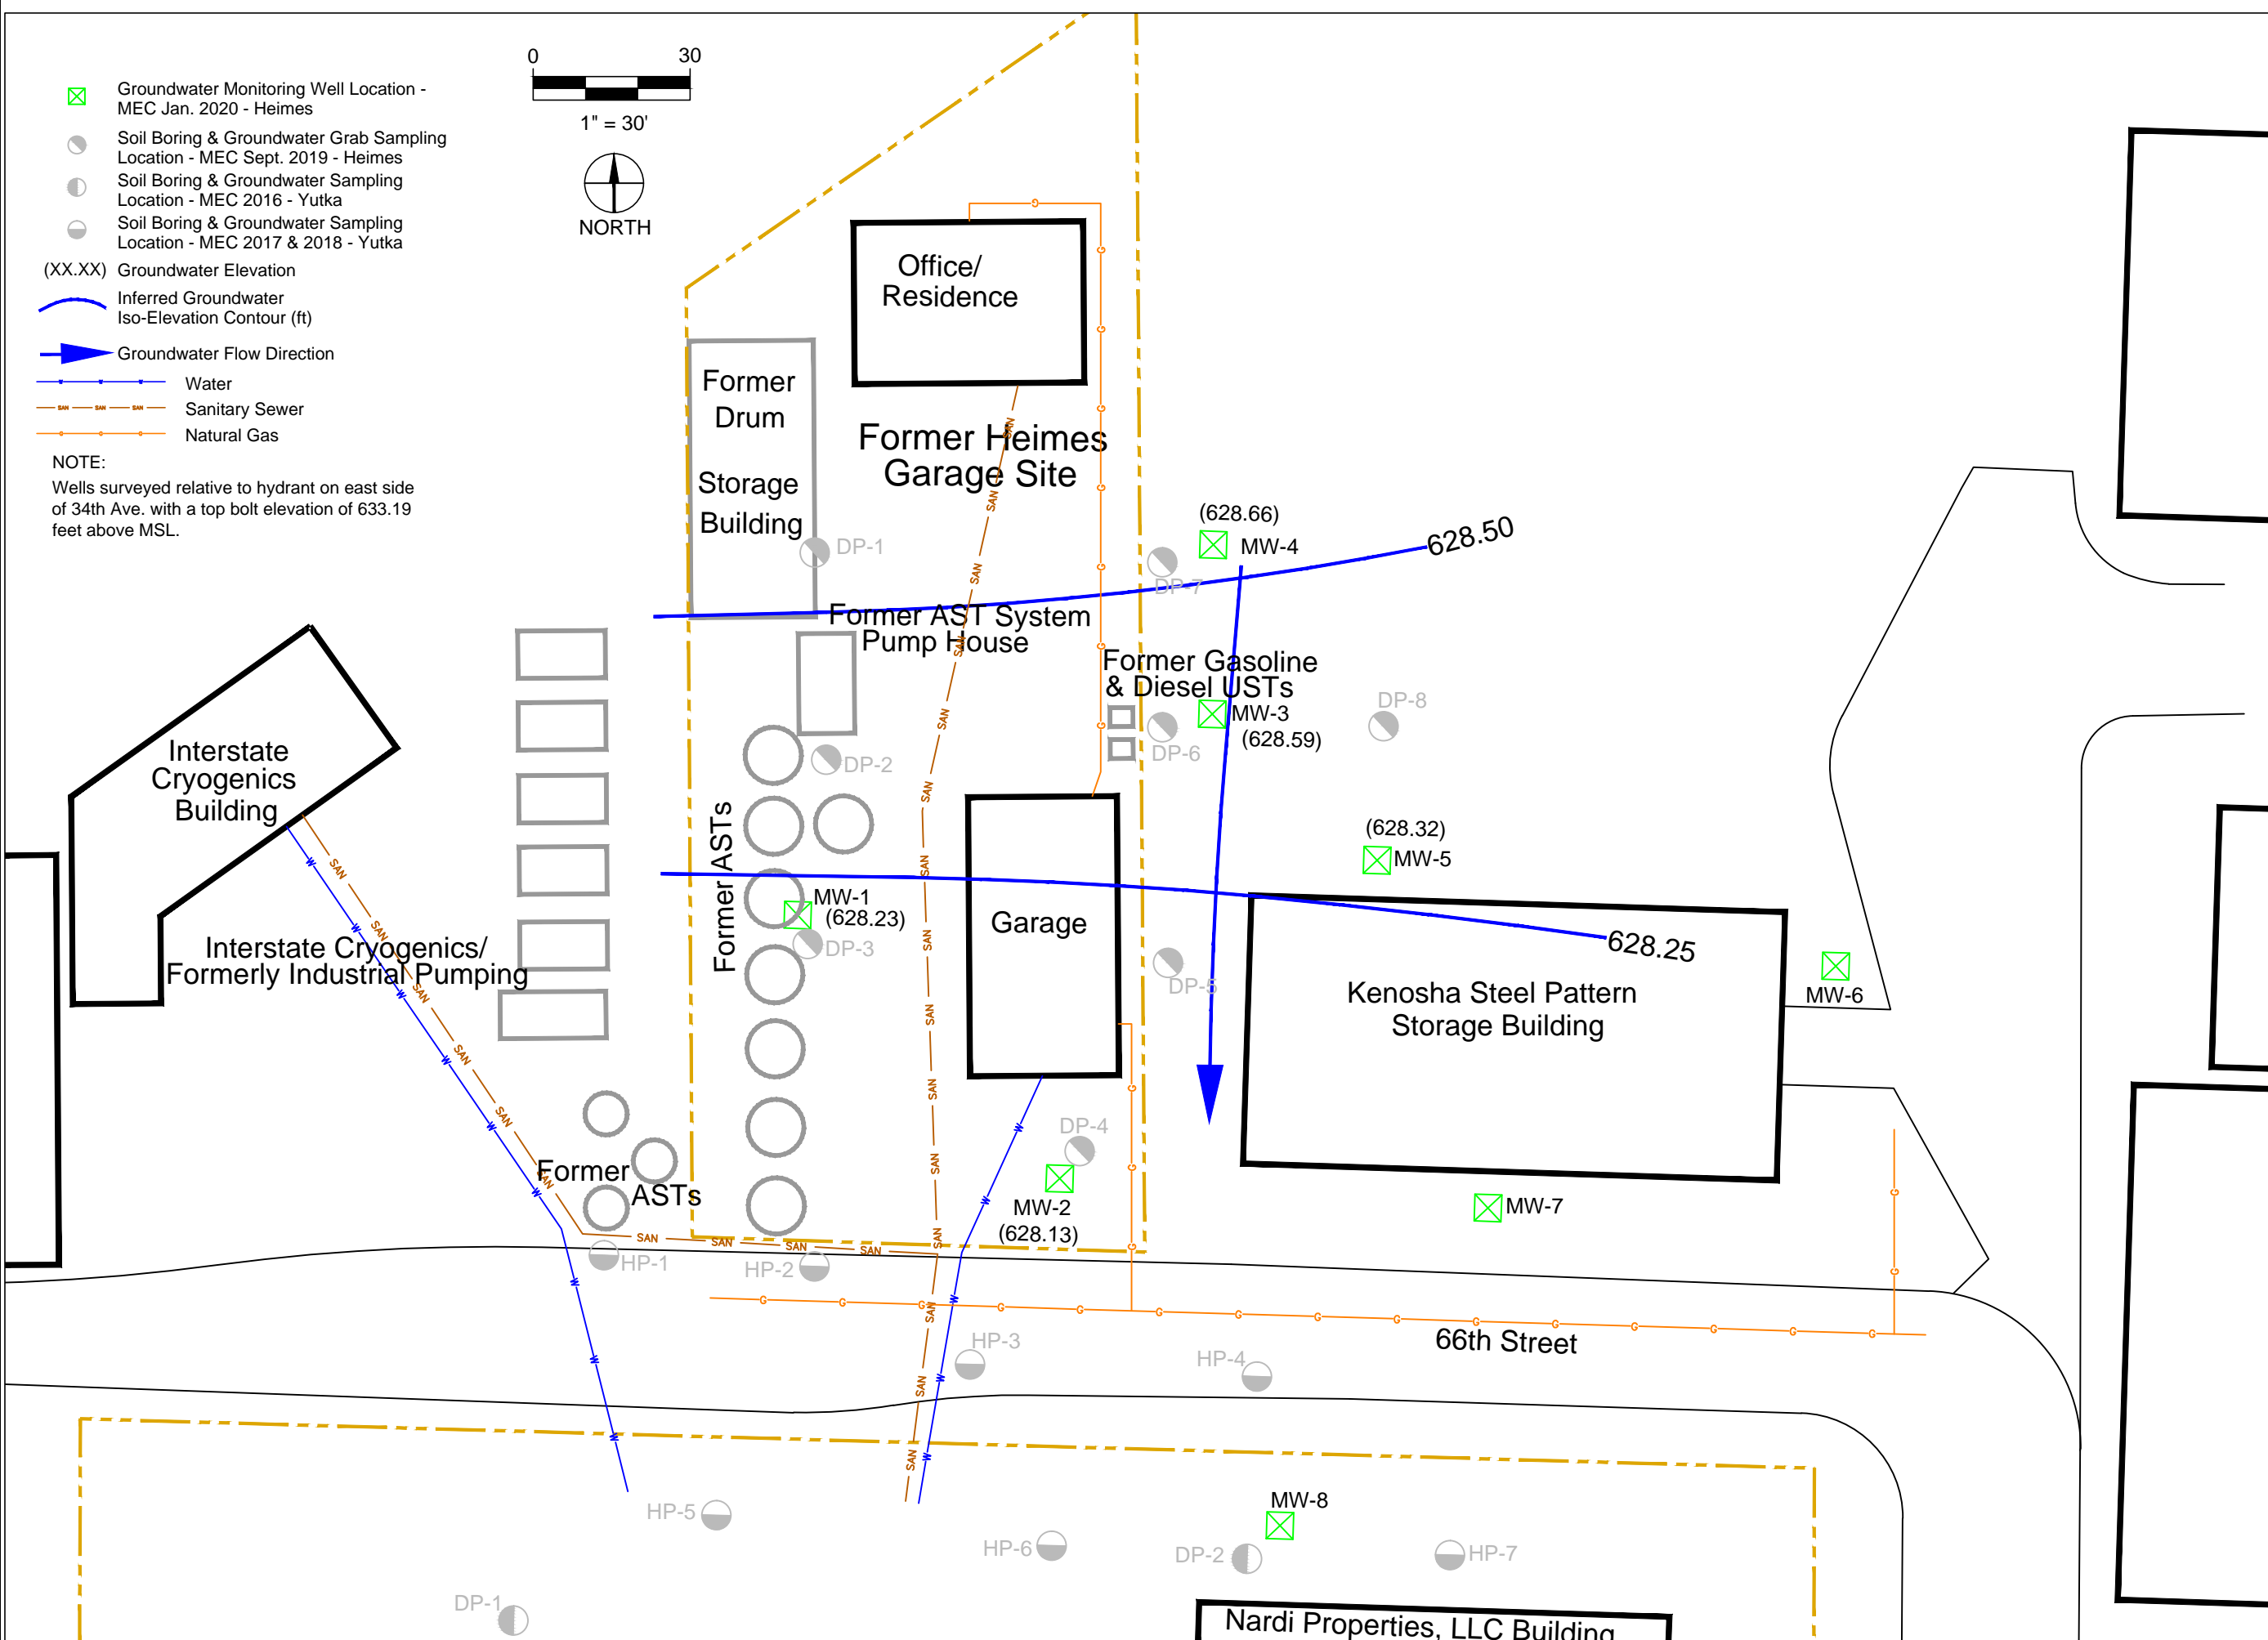 0 30
1" = 30'
NORTH
Groundwater Monitoring Well Location -
MEC Jan. 2020 - Heimes
Soil Boring & Groundwater Grab Sampling
Location - MEC Sept. 2019 - Heimes
Soil Boring & Groundwater Sampling
Location - MEC 2016 - Yutka
Soil Boring & Groundwater Sampling
Location - MEC 2017 & 2018 - Yutka
(XX.XX) Groundwater Elevation
Inferred Groundwater
Iso-Elevation Contour (ft)
Groundwater Flow Direction
W W W Water
SAN SAN SAN Sanitary Sewer
G G G Natural Gas
NOTE:
Wells surveyed relative to hydrant on east side
of 34th Ave. with a top bolt elevation of 633.19
feet above MSL.
Office/
Residence
Former
Drum
Storage
Building
Former Heimes
Garage Site
DP-1
(628.66)
MW-4
DP-7
628.50
Former AST System
Pump House
Former Gasoline
& Diesel USTs
MW-3
(628.59)
DP-6
DP-8
DP-2
Interstate
Cryogenics
Building
Former ASTs
(628.32)
MW-5
MW-1
(628.23)
DP-3
Garage
628.25
Interstate Cryogenics/
Formerly Industrial Pumping
DP-5
Kenosha Steel Pattern
Storage Building
MW-6
DP-4
Former
ASTs
MW-2
(628.13)
MW-7
HP-1
HP-2
66th Street
HP-3
HP-4
MW-8
HP-5
HP-6
DP-2
HP-7
DP-1
Nardi Properties, LLC Building